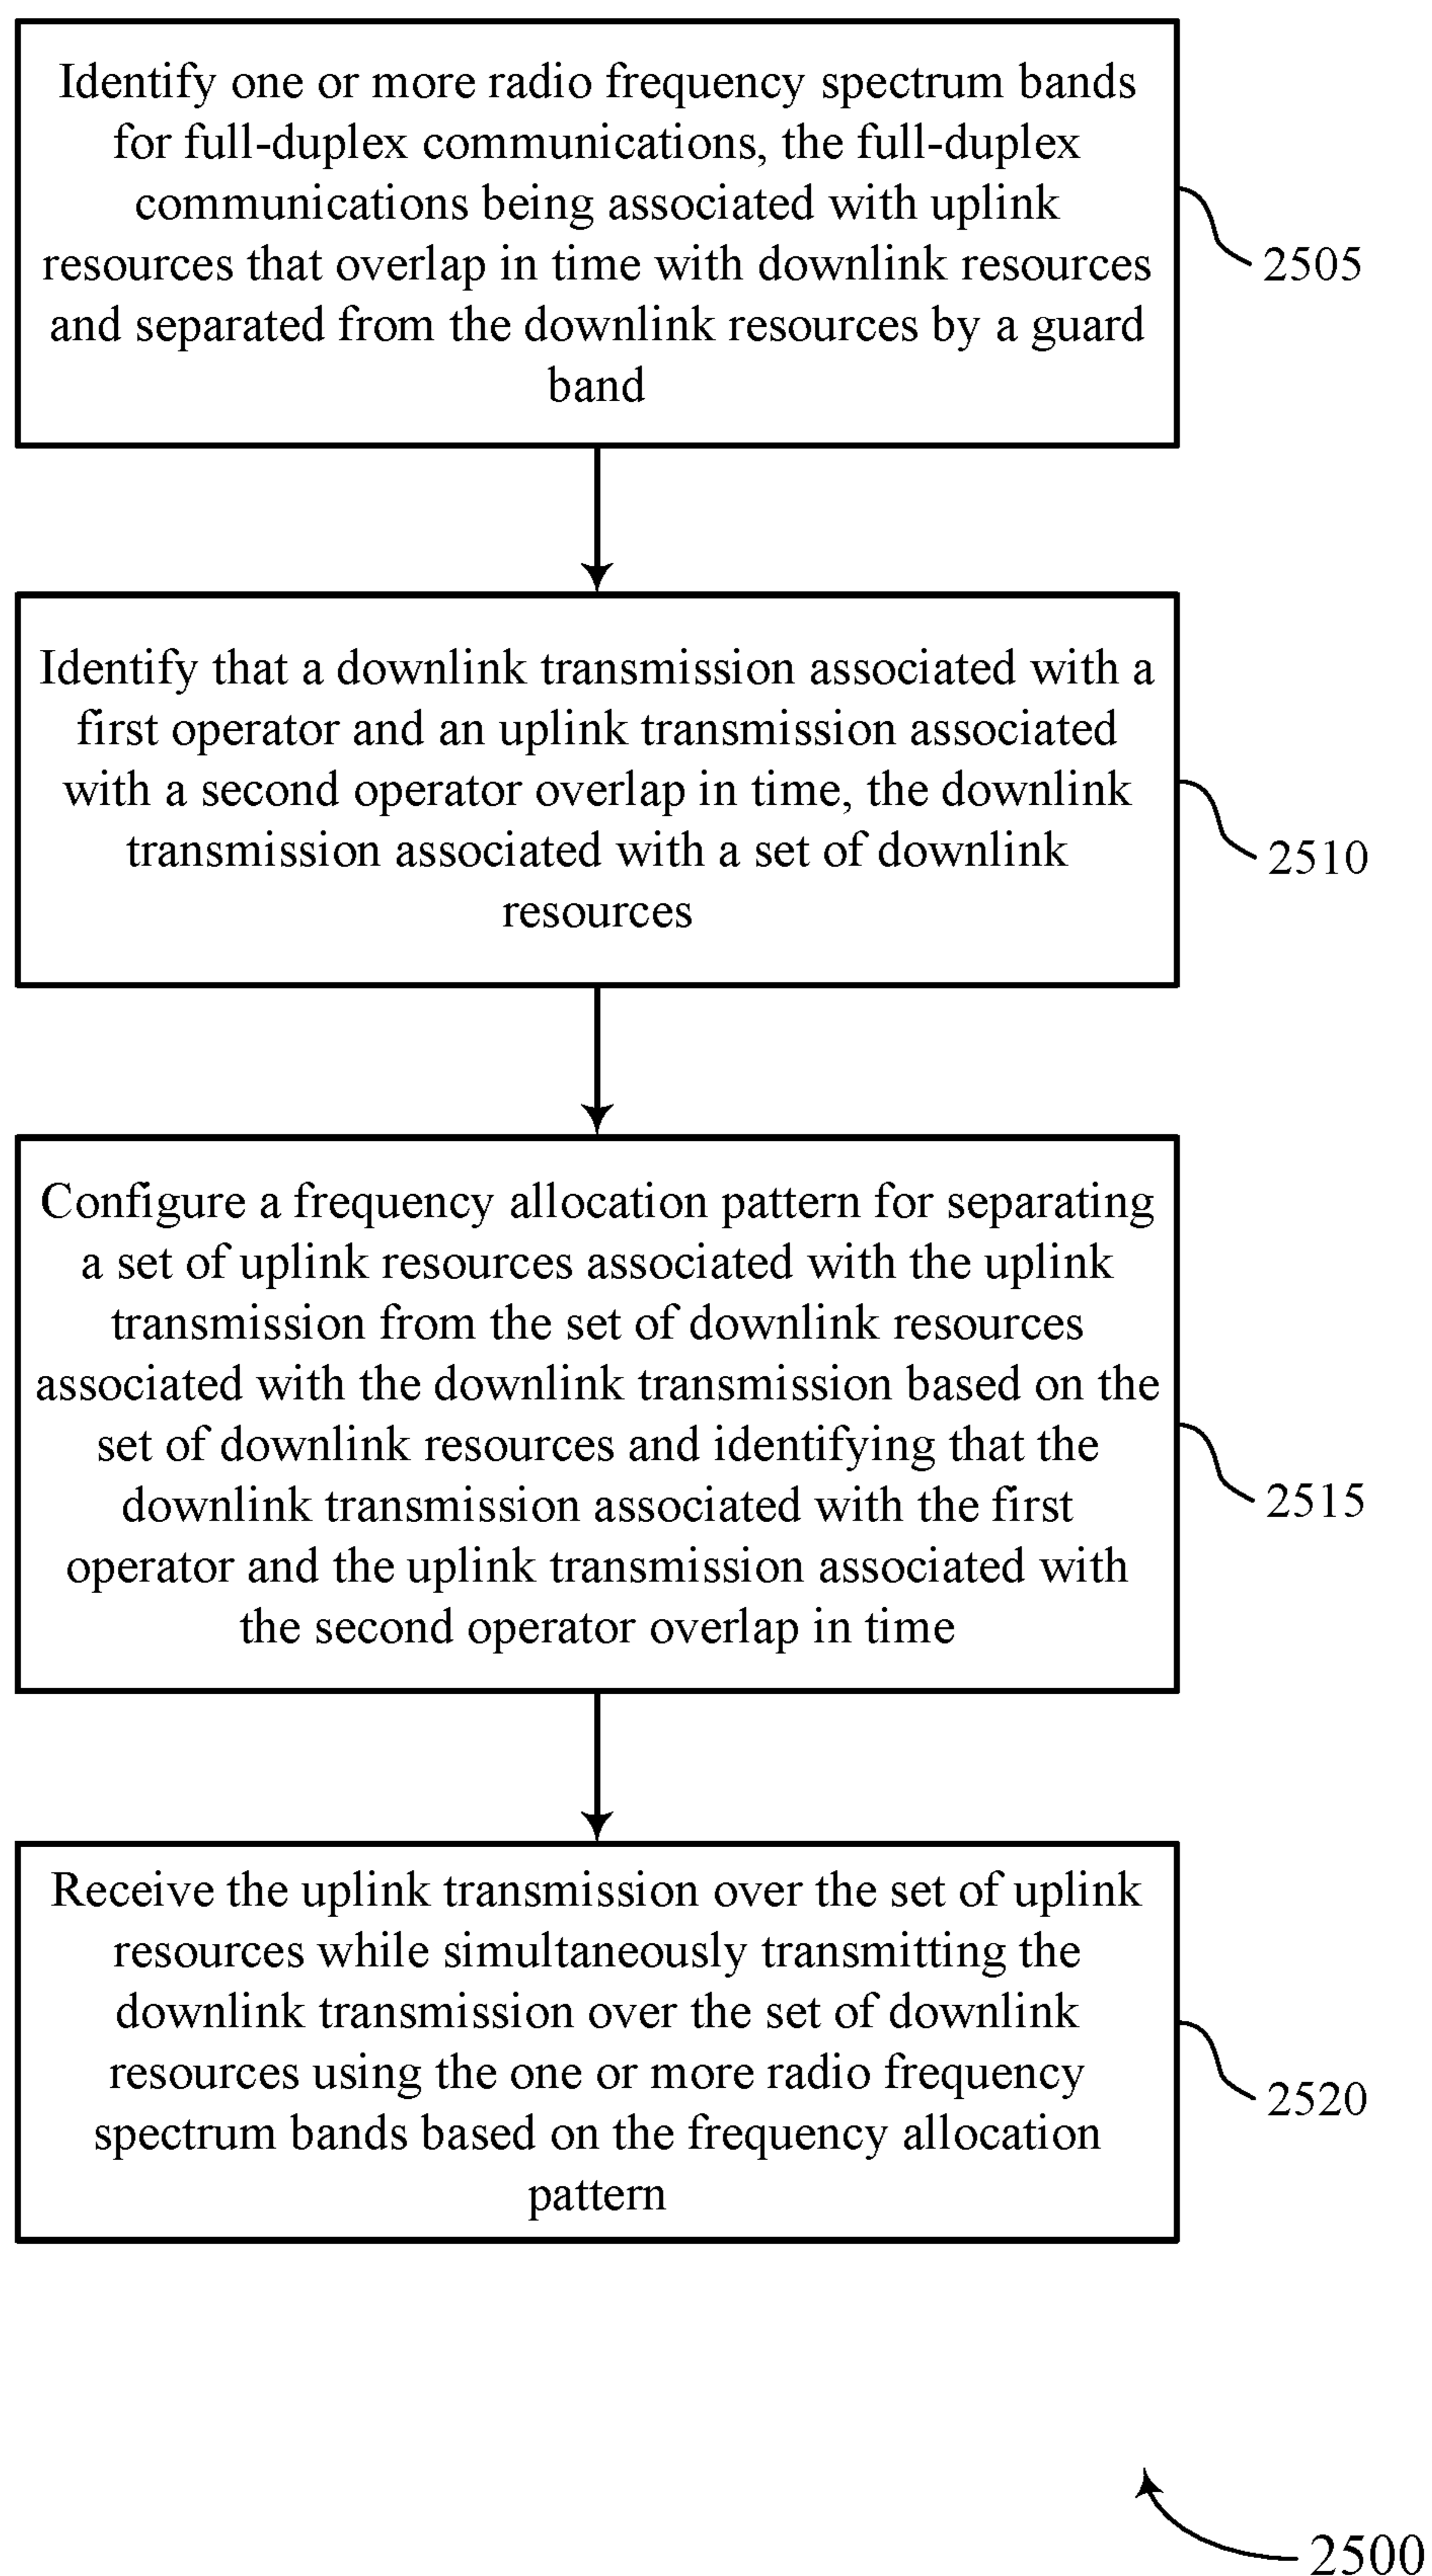 Identify one or more radio frequency spectrum bands
for full-duplex communications, the full-duplex
communications being associated with uplink
resources that overlap in time with downlink resources
and separated from the downlink resources by a guard
band
2505
Identify that a downlink transmission associated with a
first operator and an uplink transmission associated
with a second operator overlap in time, the downlink
transmission associated with a set of downlink
resources
2510
Configure a frequency allocation pattern for separating
a set of uplink resources associated with the uplink
transmission from the set of downlink resources
associated with the downlink transmission based on the
set of downlink resources and identifying that the
downlink transmission associated with the first
operator and the uplink transmission associated with
the second operator overlap in time
2515
Receive the uplink transmission over the set of uplink
resources while simultaneously transmitting the
downlink transmission over the set of downlink
resources using the one or more radio frequency
spectrum bands based on the frequency allocation
pattern
2520
2500